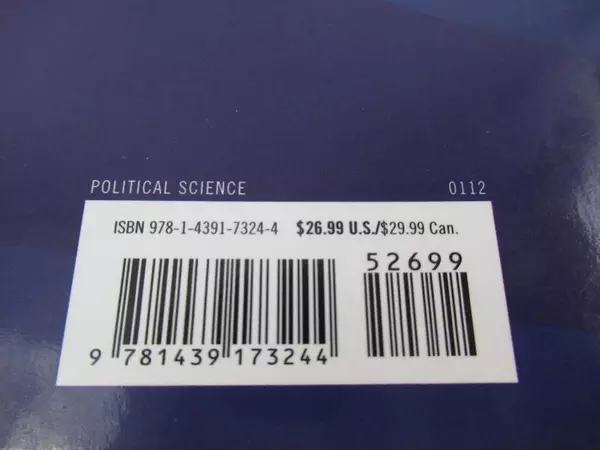 POLITICAL SCIENCE 0112
ISBN 978-1-4391-7324-4 $26.99 U.S./$29.99 Can.
52699
9 781439 173244